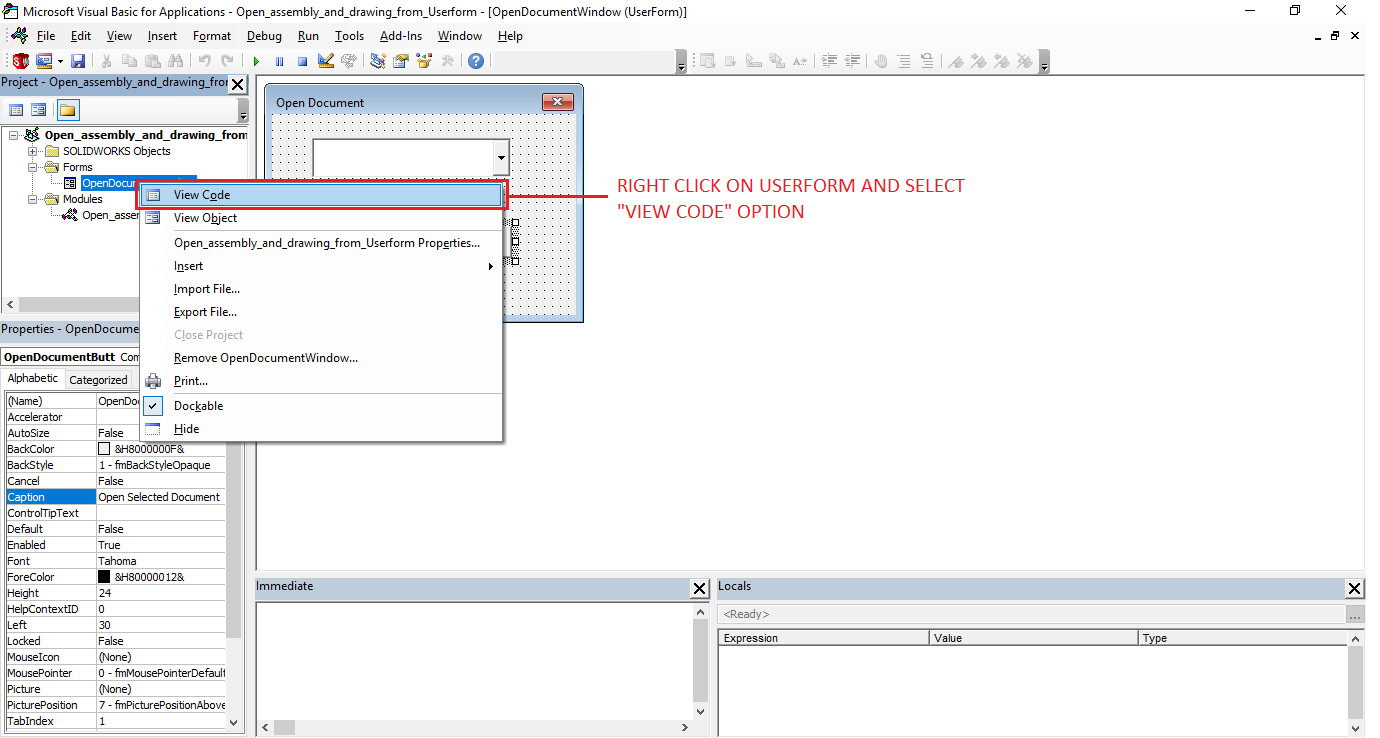 Microsoft Visual Basic for Applications - Open_assembly_and_drawing_from_Userform - [OpenDocumentWindow (UserForm)]
File Edit View Insert Format Debug Run Tools Add-Ins Window Help
Project - Open_assembly_and_drawing_fro
Open_assembly_and_drawing_from
SOLIDWORKS Objects
Forms
OpenDocu
Modules
Open_asser
Open Document
View Code
View Object
Open_assembly_and_drawing_from_Userform Properties...
Insert
Import File...
Export File...
Close Project
Remove OpenDocumentWindow...
Print...
Dockable
Hide
RIGHT CLICK ON USERFORM AND SELECT
"VIEW CODE" OPTION
Properties - OpenDocume
OpenDocumentButt Com
Alphabetic Categorized
(Name) OpenDo
Accelerator
AutoSize False
BackColor &H8000000F&
BackStyle 1 - fmBackStyleOpaque
Cancel False
Caption Open Selected Document
ControlTipText
Default False
Enabled True
Font Tahoma
ForeColor &H80000012&
Height 24
HelpContextID 0
Left 30
Locked False
MouseIcon (None)
MousePointer 0 - fmMousePointerDefault
Picture (None)
PicturePosition 7 - fmPicturePositionAbove
TabIndex 1
Immediate
Locals
<Ready>
...
Expression Value Type